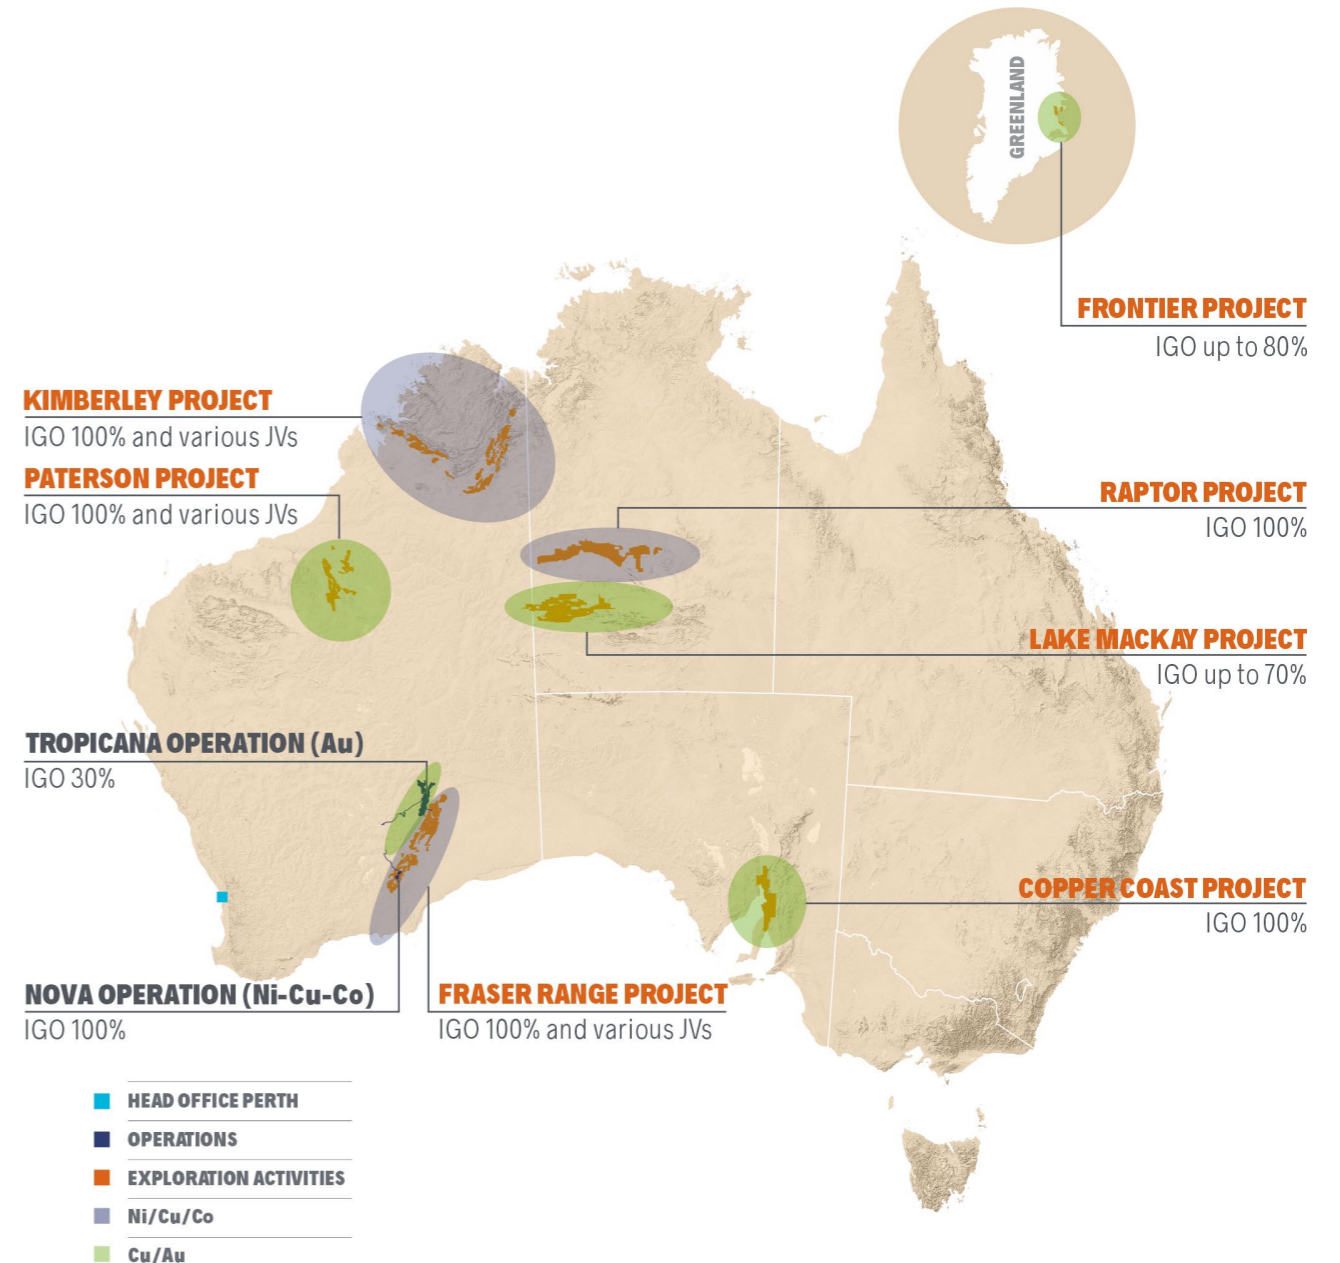 GREENLAND
FRONTIER PROJECT
IGO up to 80%
KIMBERLEY PROJECT
IGO 100% and various JVs
PATERSON PROJECT
IGO 100% and various JVs
RAPTOR PROJECT
IGO 100%
LAKE MACKAY PROJECT
IGO up to 70%
TROPICANA OPERATION (Au)
IGO 30%
COPPER COAST PROJECT
IGO 100%
NOVA OPERATION (Ni-Cu-Co)
IGO 100%
FRASER RANGE PROJECT
IGO 100% and various JVs
HEAD OFFICE PERTH
OPERATIONS
EXPLORATION ACTIVITIES
Ni/Cu/Co
Cu/Au